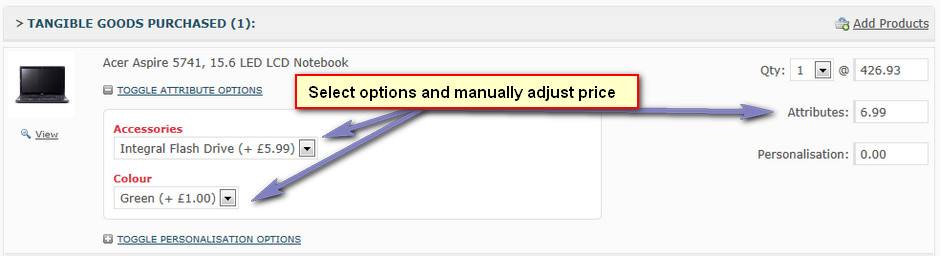 > TANGIBLE GOODS PURCHASED (1):
Add Products
Acer Aspire 5741, 15.6 LED LCD Notebook
Qty: 1 @ 426.93
TOGGLE ATTRIBUTE OPTIONS
Select options and manually adjust price
Attributes: 6.99
View
Accessories
Integral Flash Drive (+ £5.99)
Personalisation: 0.00
Colour
Green (+ £1.00)
TOGGLE PERSONALISATION OPTIONS